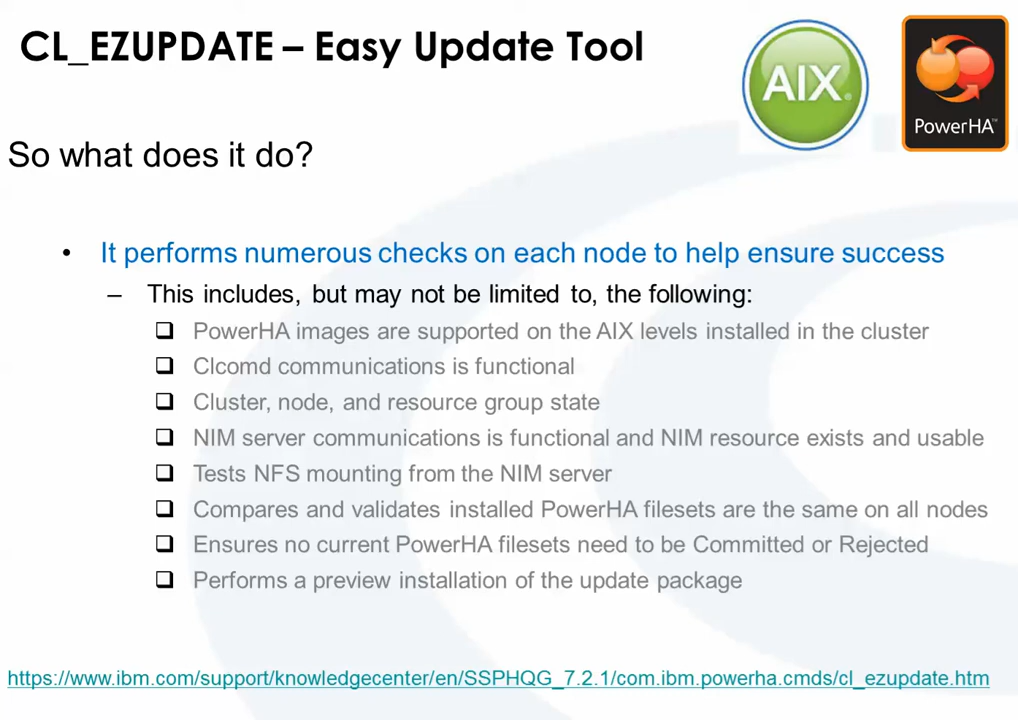 CL_EZUPDATE – Easy Update Tool
AIX®
PowerHA™
So what does it do?
• It performs numerous checks on each node to help ensure success
– This includes, but may not be limited to, the following:
❑ PowerHA images are supported on the AIX levels installed in the cluster
❑ Clcomd communications is functional
❑ Cluster, node, and resource group state
❑ NIM server communications is functional and NIM resource exists and usable
❑ Tests NFS mounting from the NIM server
❑ Compares and validates installed PowerHA filesets are the same on all nodes
❑ Ensures no current PowerHA filesets need to be Committed or Rejected
❑ Performs a preview installation of the update package
https://www.ibm.com/support/knowledgecenter/en/SSPHQG_7.2.1/com.ibm.powerha.cmds/cl_ezupdate.htm